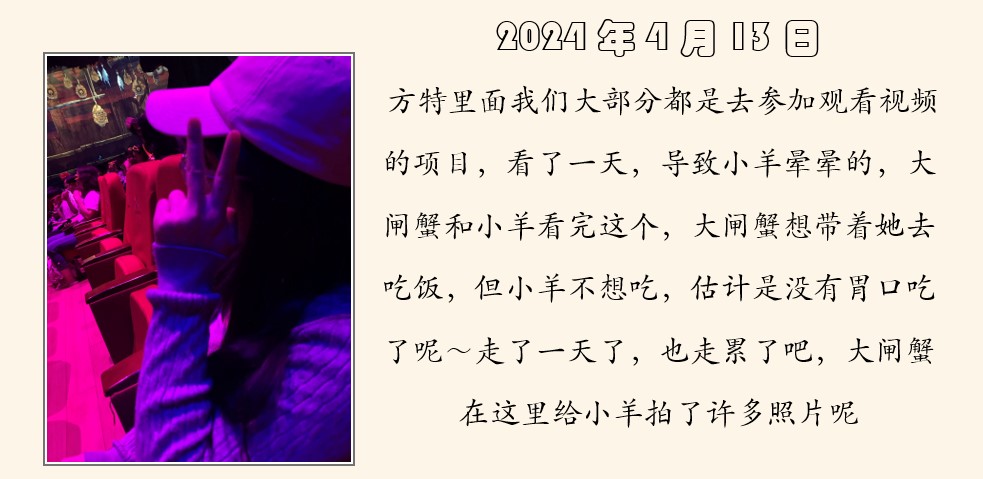 2024年4月13日
方特里面我们大部分都是去参加观看视频
的项目，看了一天，导致小羊晕晕的，大
闸蟹和小羊看完这个，大闸蟹想带着她去
吃饭，但小羊不想吃，估计是没有胃口吃
了呢～走了一天了，也走累了吧，大闸蟹
在这里给小羊拍了许多照片呢